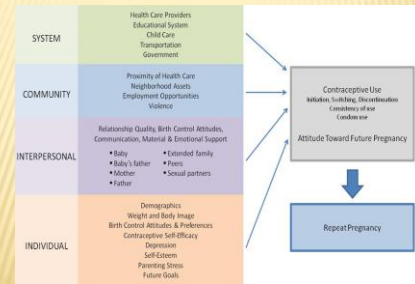 SYSTEM
Health Care Providers
Educational System
Child Care
Transportation
Government
COMMUNITY
Proximity of Health Care
Neighborhood Assets
Employment Opportunities
Violence
INTERPERSONAL
Relationship Quality, Birth Control Attitudes,
Communication, Material & Emotional Support
• Baby
• Baby's father
• Mother
• Father
• Extended family
• Peers
• Sexual partners
INDIVIDUAL
Demographics
Weight and Body Image
Birth Control Attitudes & Preferences
Contraceptive Self-Efficacy
Depression
Self-Esteem
Parenting Stress
Future Goals
Contraceptive Use
Initiation, Switching, Discontinuation
Consistency of use
Condom use
Attitude Toward Future Pregnancy
Repeat Pregnancy